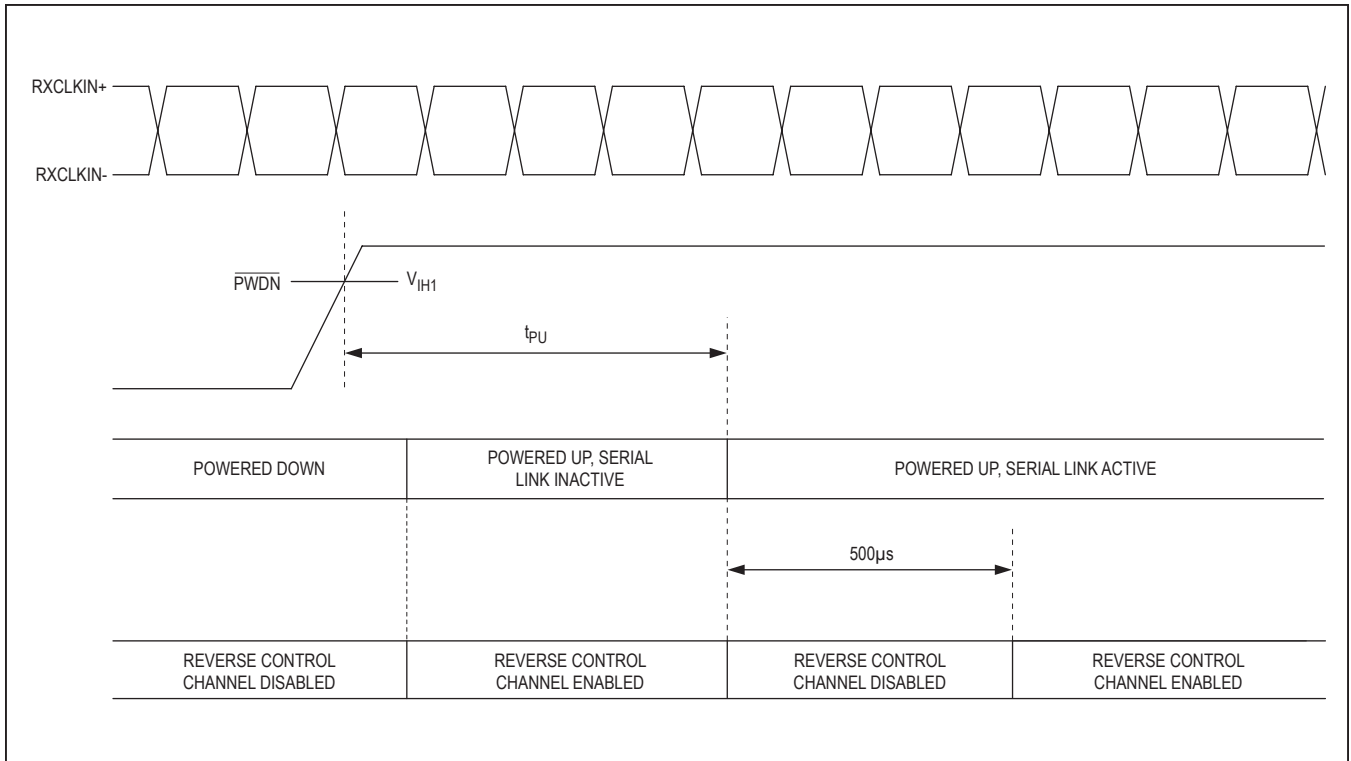 RXCLKIN+
RXCLKIN-
PWDN
VIH1
tPU
POWERED DOWN
POWERED UP, SERIAL
LINK INACTIVE
POWERED UP, SERIAL LINK ACTIVE
500µs
REVERSE CONTROL
CHANNEL DISABLED
REVERSE CONTROL
CHANNEL ENABLED
REVERSE CONTROL
CHANNEL DISABLED
REVERSE CONTROL
CHANNEL ENABLED